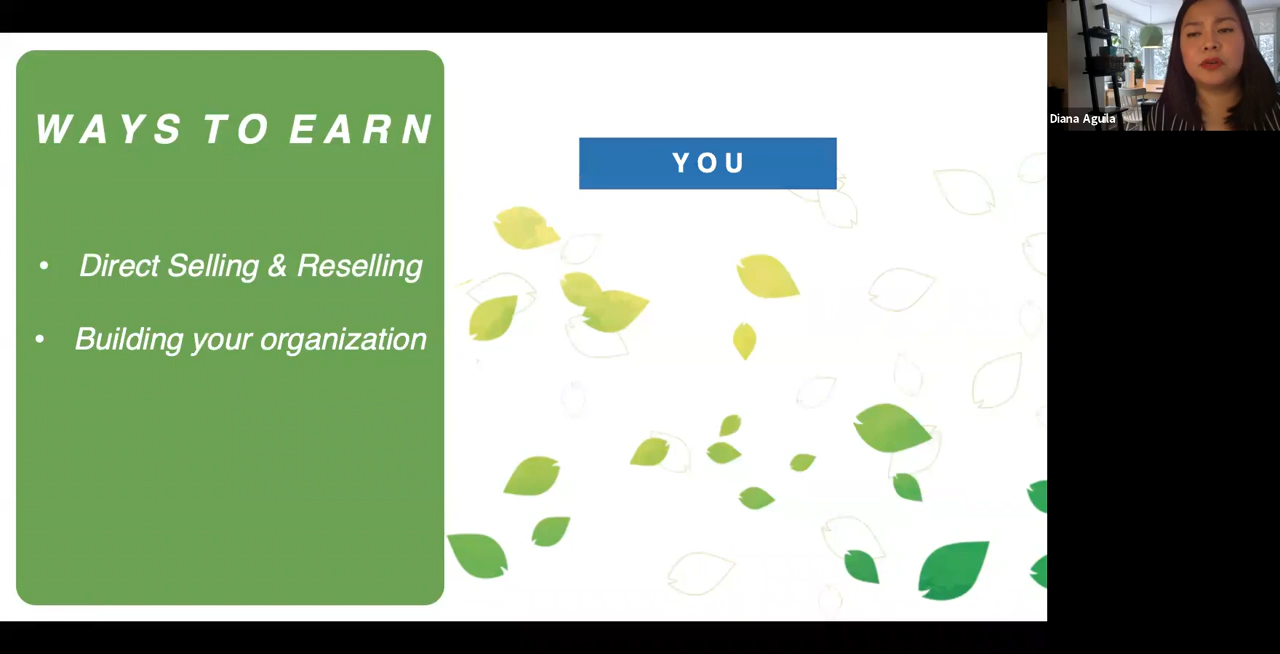 WAYS TO EARN
• Direct Selling & Reselling
• Building your organization
YOU
Diana Aguila